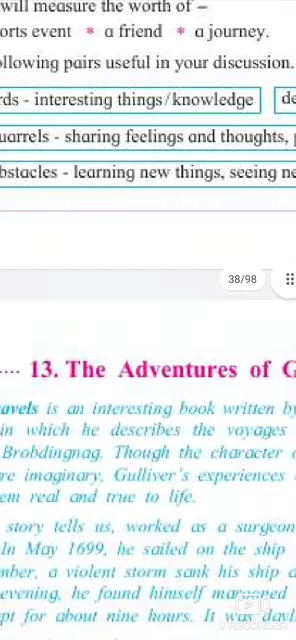 will measure the worth of –
orts event * a friend * a journey.
ollowing pairs useful in your discussion.
rds - interesting things/knowledge de
uarrels - sharing feelings and thoughts, p
bstacles - learning new things, seeing ne
38/98
.... 13. The Adventures of G
avels is an interesting book written by
in which he describes the voyages
Brobdingnag. Though the character o
re imaginary, Gulliver's experiences
em real and true to life.
story tells us, worked as a surgeon
In May 1699, he sailed on the ship
mber, a violent storm sank his ship a
evening, he found himself marooned
pt for about nine hours. It was dayl